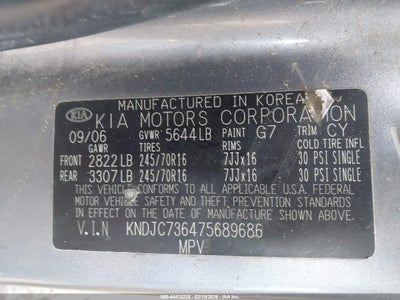 MANUFACTURED IN KOREA
KIA KIA MOTORS CORPORATION
09/06 GVWR 5644LB PAINT G7 TRIM CY
GAWR TIRES RIMS COLD TIRE INFL
FRONT 2822LB 245/70R16 7JJx16 30 PSI SINGLE
REAR 3307LB 245/70R16 7JJx16 30 PSI SINGLE
THIS VEHICLE CONFORMS TO ALL APPLICABLE
FEDERAL MOTOR VEHICLE SAFETY STANDARDS IN
EFFECT ON THE DATE OF MANUFACTURE SHOWN ABOVE
V.I.N KNDJC736475689686
MPV